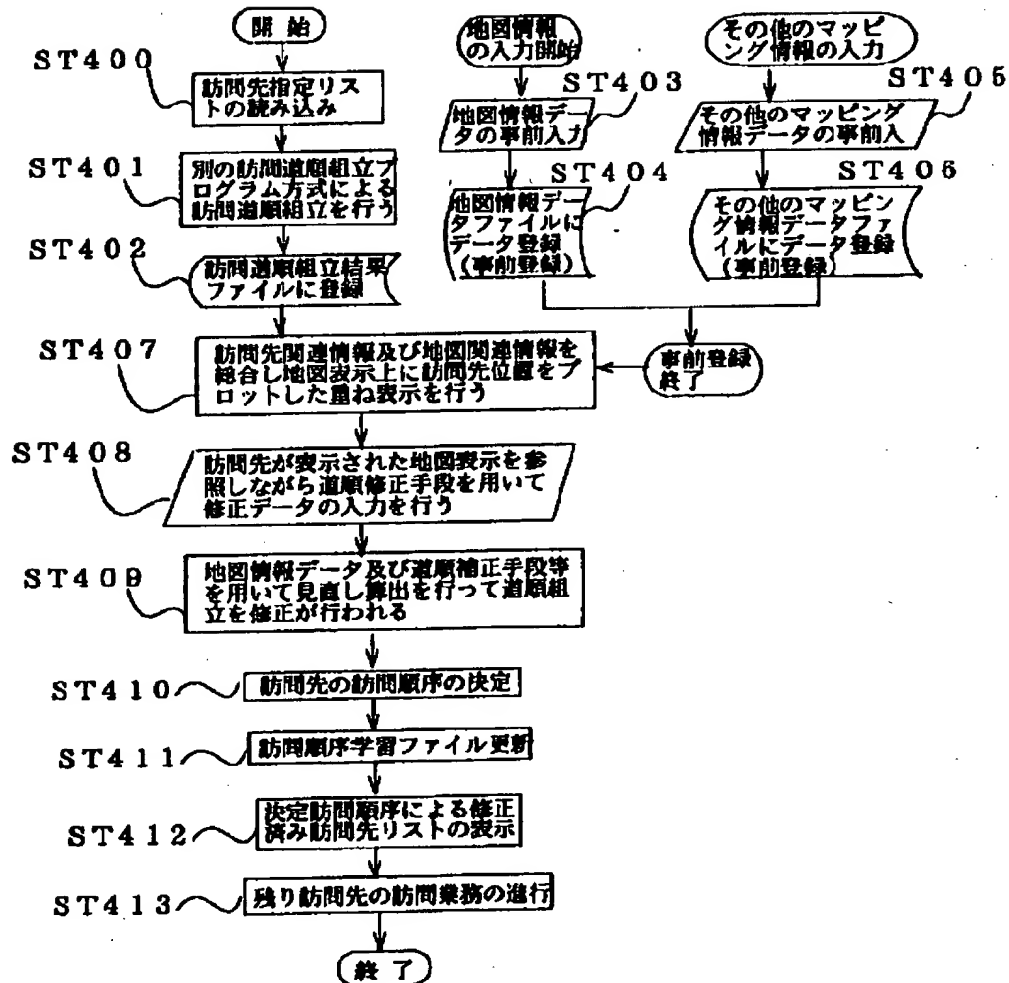 開 始
ST400
訪問先指定リス
トの読み込み
ST401
別の訪問道順組立プ
ログラム方式による
訪問道順組立を行う
ST402
訪問道順組立結果
ファイルに登録
地図情報
の入力開始
ST403
地図情報デー
タの事前入力
ST404
地図情報デー
タファイルに
データ登録
(事前登録)
その他のマッピ
ング情報の入力
ST405
その他のマッピング
情報データの事前入
ST406
その他のマッピン
グ情報データファ
イルにデータ登録
(事前登録)
事前登録
終了
ST407
訪問先関連情報及び地図関連情報を
総合し地図表示上に訪問先位置をプ
ロットした重ね表示を行う
ST408
訪問先が表示された地図表示を参
照しながら道順修正手段を用いて
修正データの入力を行う
ST409
地図情報データ及び道順補正手段等
を用いて見直し算出を行って道順組
立を修正が行われる
ST410
訪問先の訪問順序の決定
ST411
訪問順序学習ファイル更新
ST412
決定訪問順序による修正
済み訪問先リストの表示
ST413
残り訪問先の訪問業務の進行
終 了